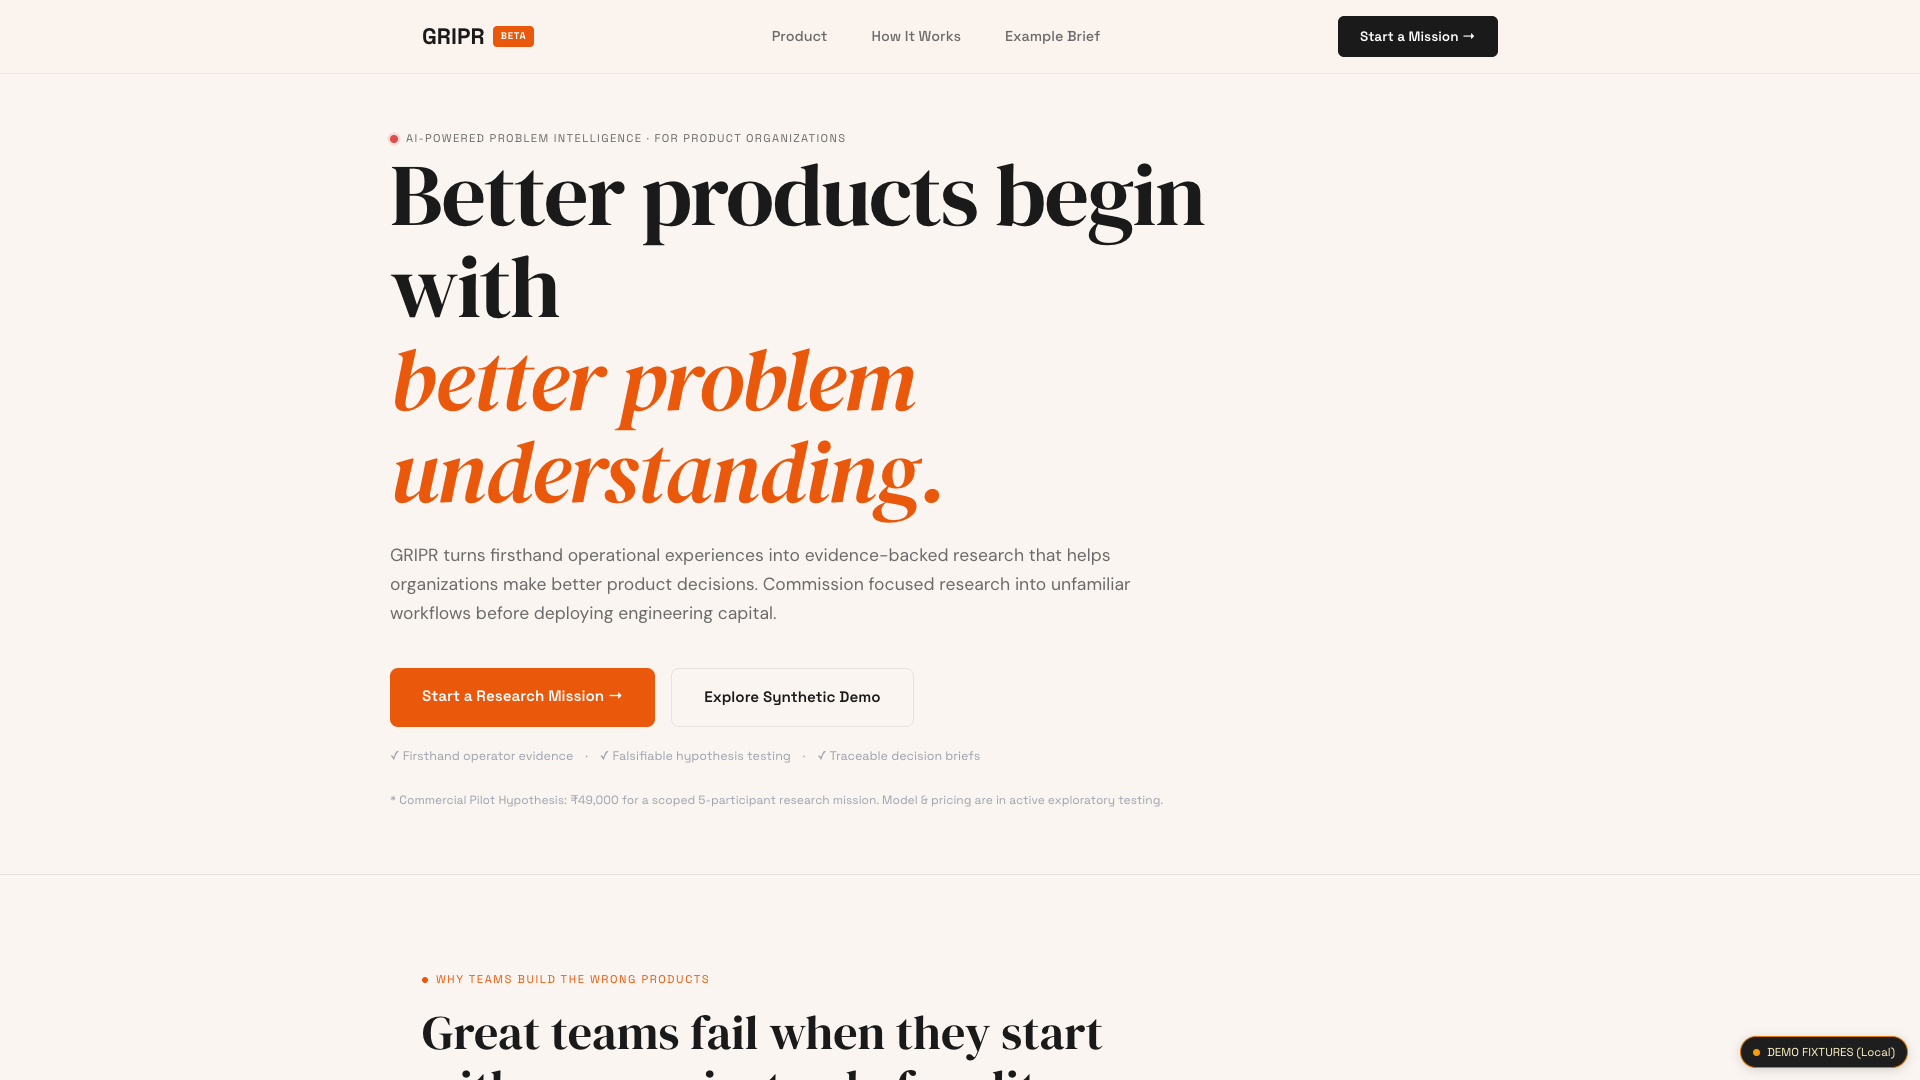 GRIPR BETA
Product How It Works Example Brief
Start a Mission →
AI-POWERED PROBLEM INTELLIGENCE · FOR PRODUCT ORGANIZATIONS
Better products begin
with
better problem
understanding.
GRIPR turns firsthand operational experiences into evidence-backed research that helps
organizations make better product decisions. Commission focused research into unfamiliar
workflows before deploying engineering capital.
Start a Research Mission →
Explore Synthetic Demo
✓ Firsthand operator evidence · ✓ Falsifiable hypothesis testing · ✓ Traceable decision briefs
* Commercial Pilot Hypothesis: ₹49,000 for a scoped 5-participant research mission. Model & pricing are in active exploratory testing.
WHY TEAMS BUILD THE WRONG PRODUCTS
Great teams fail when they start
DEMO FIXTURES (Local)